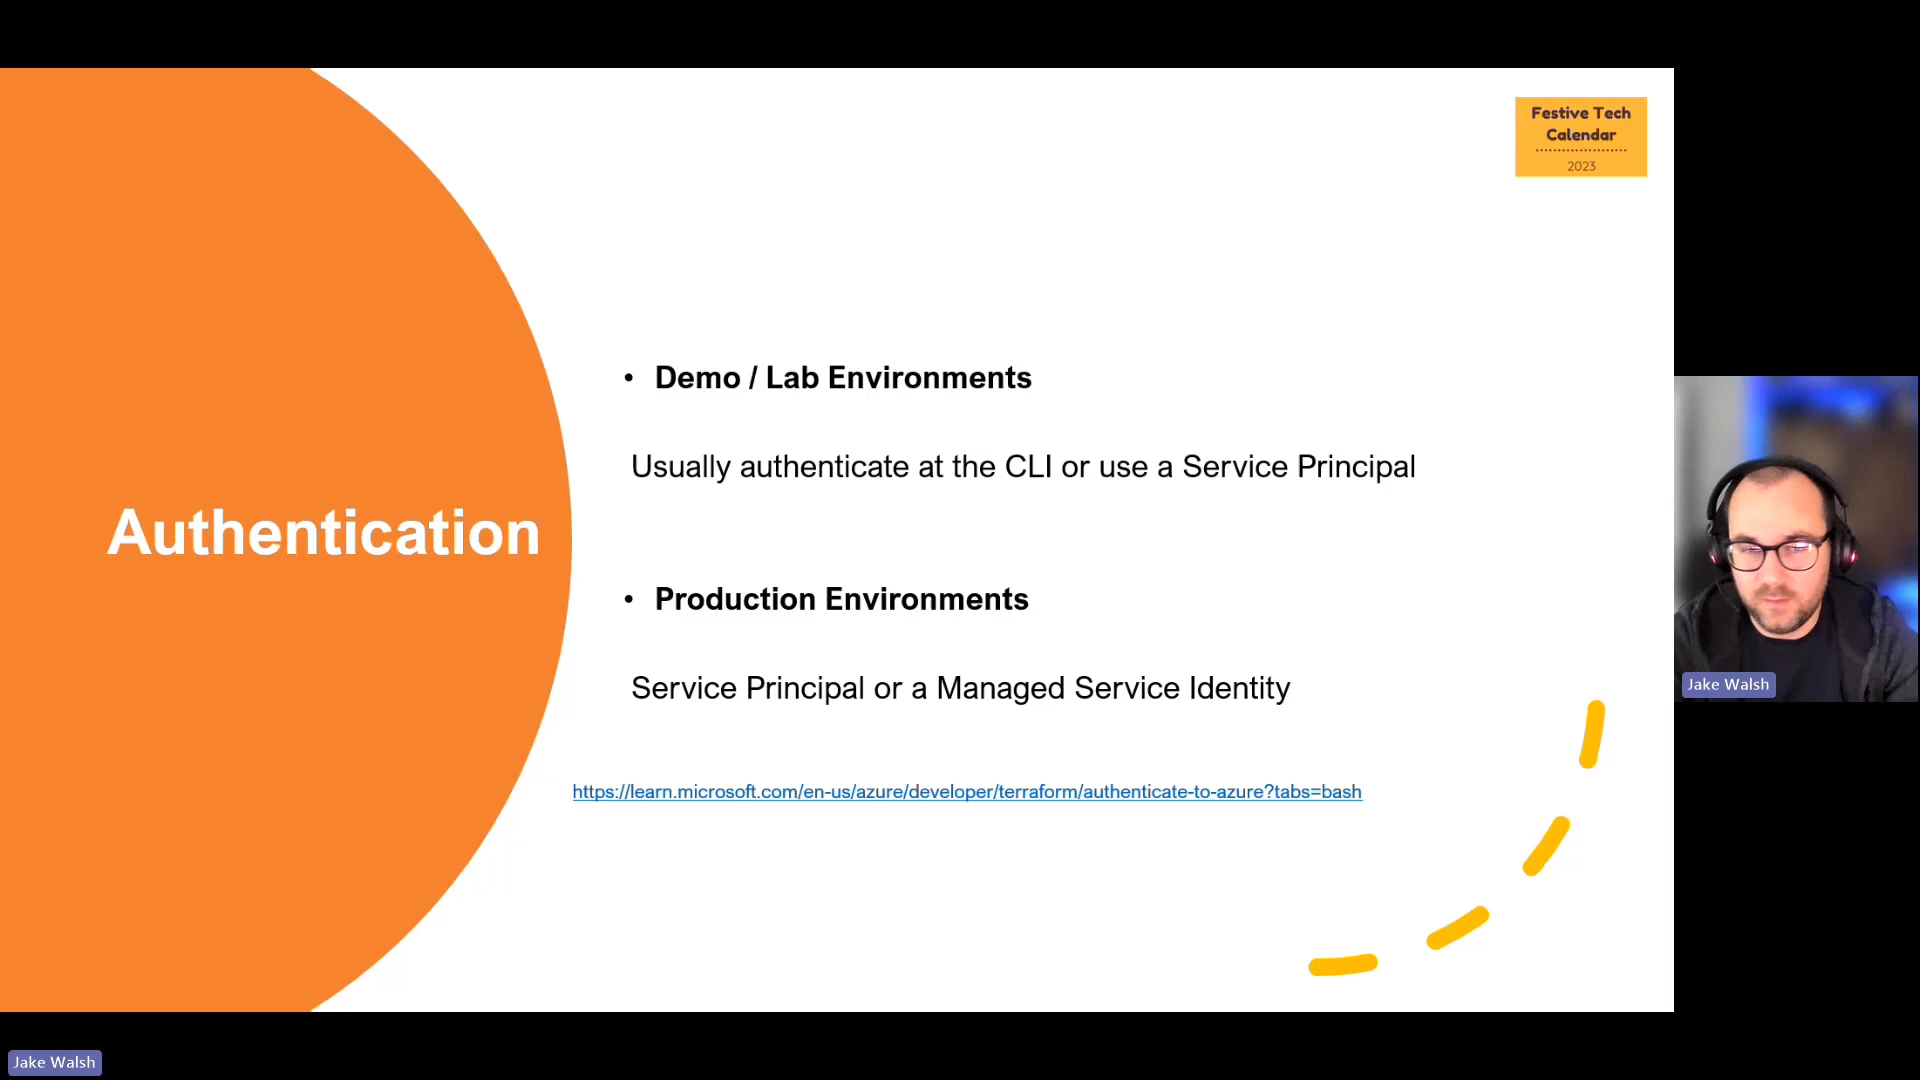 Festive Tech
Calendar
2023
Authentication
• Demo / Lab Environments
Usually authenticate at the CLI or use a Service Principal
• Production Environments
Service Principal or a Managed Service Identity
https://learn.microsoft.com/en-us/azure/developer/terraform/authenticate-to-azure?tabs=bash
Jake Walsh
Jake Walsh